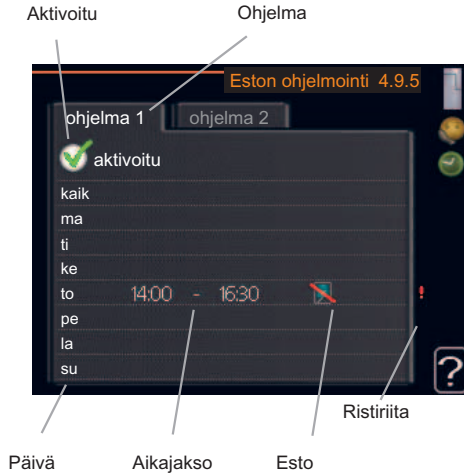 Aktivoitu Ohjelma
Eston ohjelmointi 4.9.5
ohjelma 1 ohjelma 2
aktivoitu
kaik
ma
ti
ke
to 14:00 - 16:30 !
pe
la
su
?
Ristiriita
Päivä Aikajakso Esto